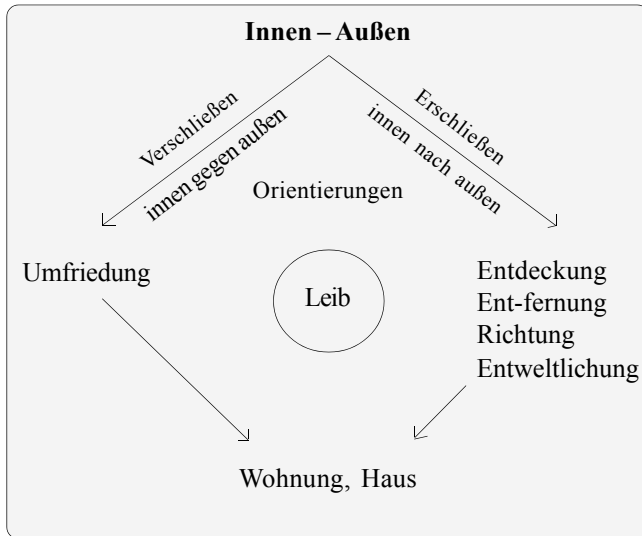 Innen – Außen
Verschließen
innen gegen außen
Erschließen
innen nach außen
Orientierungen
Umfriedung
Leib
Entdeckung
Ent-fernung
Richtung
Entweltlichung
Wohnung, Haus